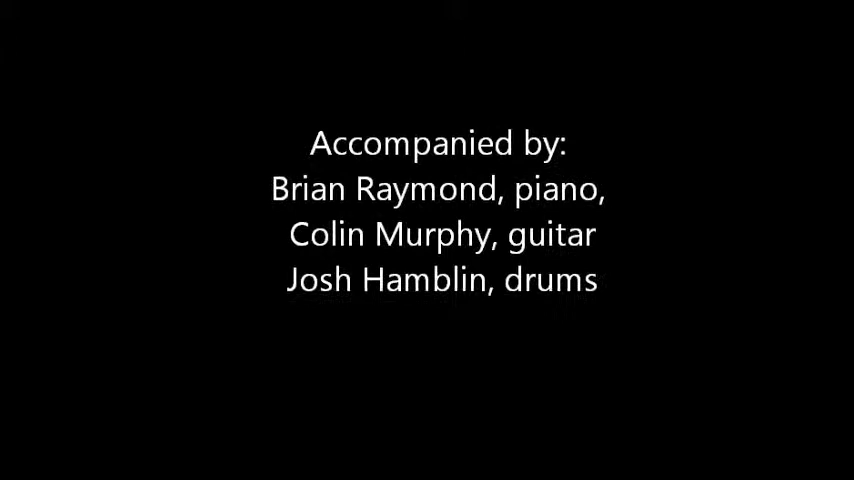 Accompanied by:
Brian Raymond, piano,
Colin Murphy, guitar
Josh Hamblin, drums